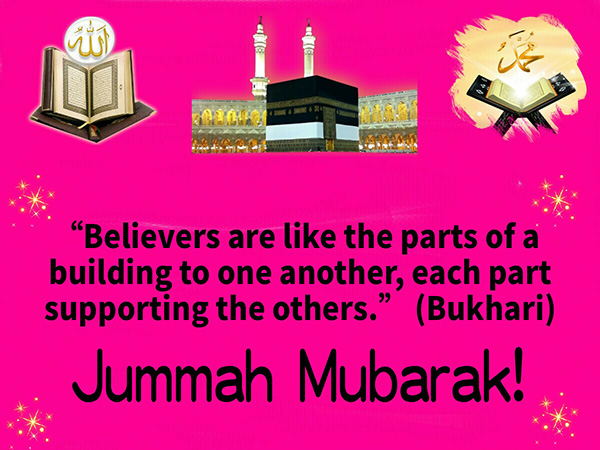 الله
محمد
“Believers are like the parts of a
building to one another, each part
supporting the others.” (Bukhari)
Jummah Mubarak!